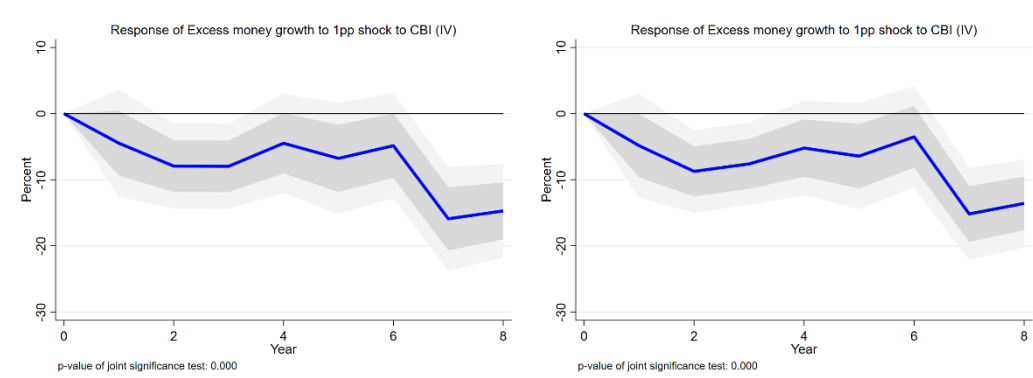 Response of Excess money growth to 1pp shock to CBI (IV)
10
0
-10
-20
-30
Percent
0 2 4 6 8
Year
p-value of joint significance test: 0.000
Response of Excess money growth to 1pp shock to CBI (IV)
10
0
-10
-20
-30
Percent
0 2 4 6 8
Year
p-value of joint significance test: 0.000